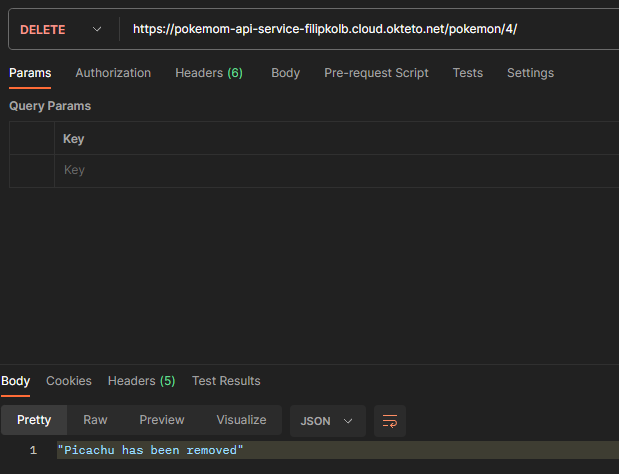 DELETE https://pokemom-api-service-filipkolb.cloud.okteto.net/pokemon/4/
Params Authorization Headers (6) Body Pre-request Script Tests Settings
Query Params
Key
Key
Body Cookies Headers (5) Test Results
Pretty Raw Preview Visualize JSON
1 "Picachu has been removed"